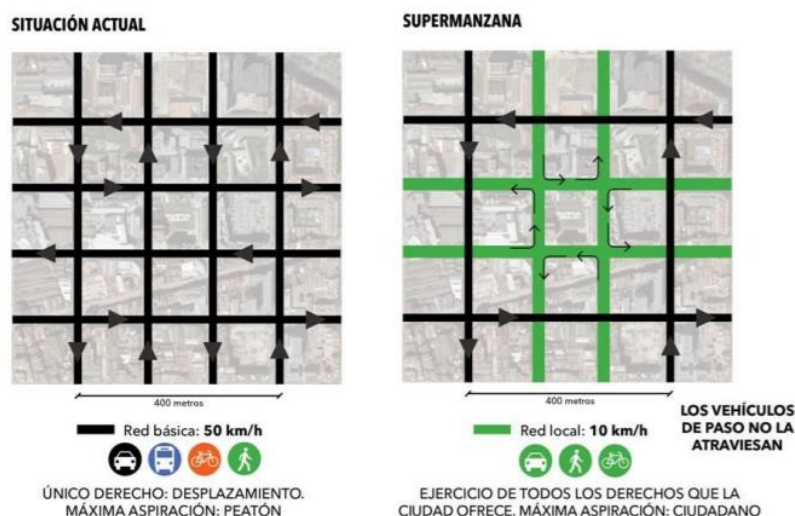 SITUACIÓN ACTUAL
400 metros
Red básica: 50 km/h
ÚNICO DERECHO: DESPLAZAMIENTO.
MÁXIMA ASPIRACIÓN: PEATÓN
SUPERMANZANA
400 metros
LOS VEHÍCULOS
DE PASO NO LA
ATRAVIESAN
Red local: 10 km/h
EJERCICIO DE TODOS LOS DERECHOS QUE LA
CIUDAD OFRECE. MÁXIMA ASPIRACIÓN: CIUDADANO